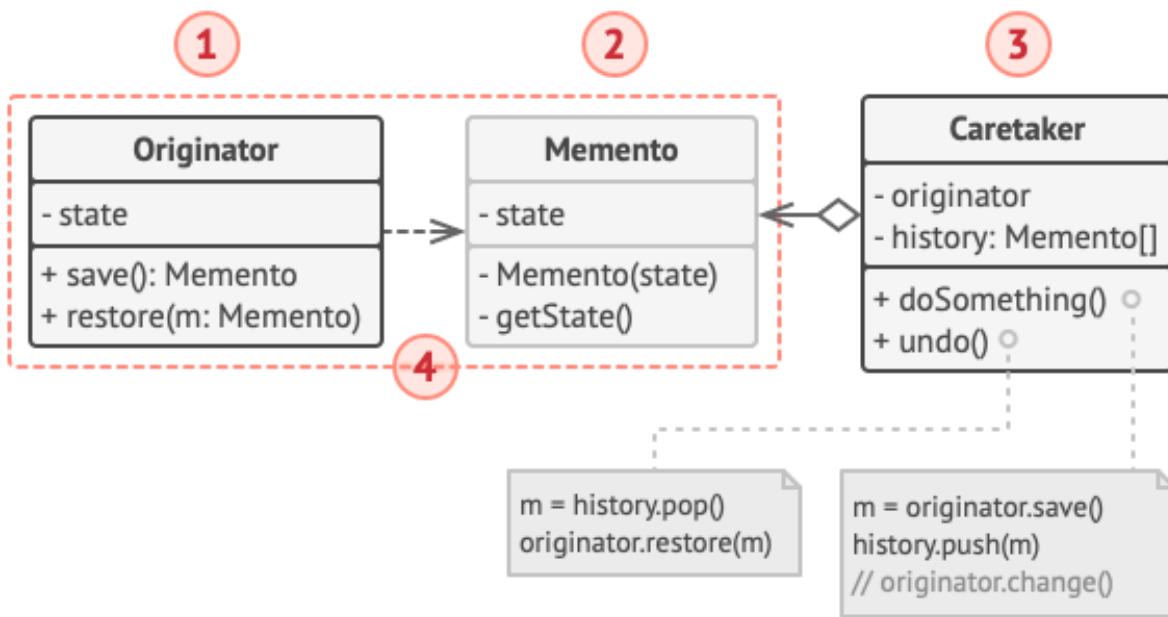 1
2
3
Originator
- state
+ save(): Memento
+ restore(m: Memento)
Memento
- state
- Memento(state)
- getState()
Caretaker
- originator
- history: Memento[]
+ doSomething()
+ undo()
4
m = history.pop()
originator.restore(m)
m = originator.save()
history.push(m)
// originator.change()